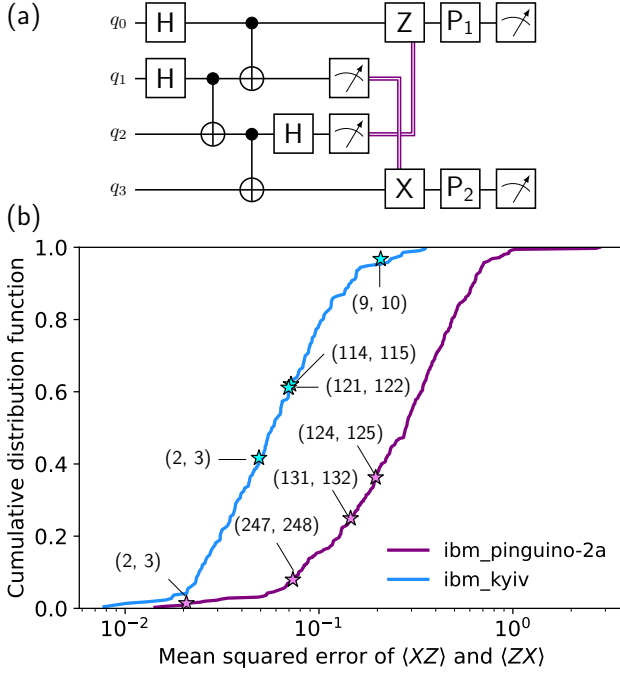 (a)
q0 H Z P1
q1 H
q2 H
q3 X P2
(b)
Cumulative distribution function
1.0
0.8
0.6
0.4
0.2
0.0
(9, 10)
(114, 115)
(121, 122)
(2, 3)
(124, 125)
(131, 132)
(247, 248)
(2, 3)
ibm_pinguino-2a
ibm_kyiv
10⁻² 10⁻¹ 10⁰
Mean squared error of ⟨XZ⟩ and ⟨ZX⟩